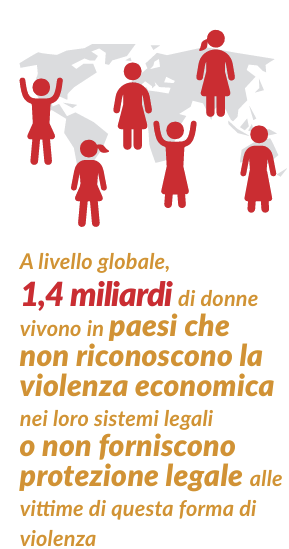 A livello globale,
1,4 miliardi di donne
vivono in paesi che
non riconoscono la
violenza economica
nei loro sistemi legali
o non forniscono
protezione legale alle
vittime di questa forma di
violenza